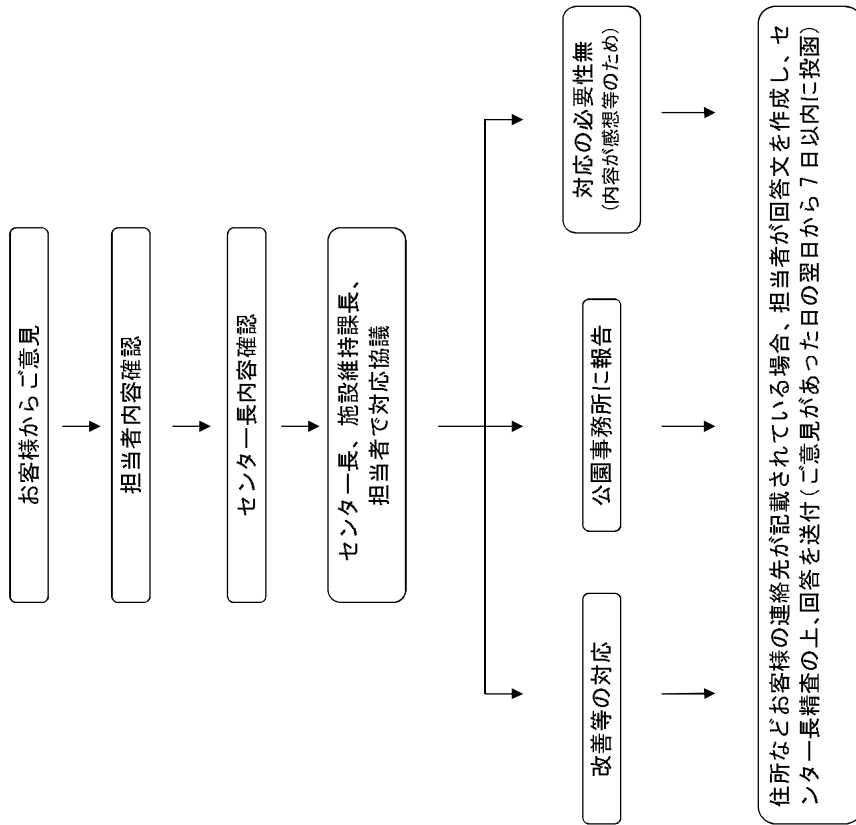 お客様からご意見
担当者内容確認
センター長内容確認
センター長、施設維持課長、
担当者で対応協議
改善等の対応
公園事務所に報告
対応の必要性無
(内容が感想等のため)
住所などお客様の連絡先が記載されている場合、担当者が回答文を作成し、セ
ンター長精査の上、回答を送付(ご意見があった日の翌日から7日以内に投函)